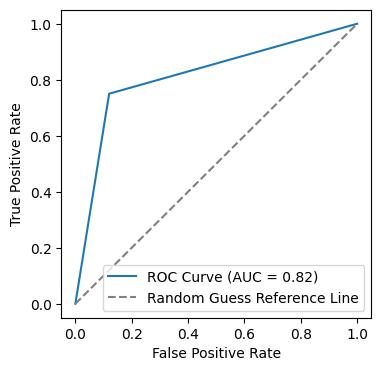 1.0
0.8
0.6
0.4
0.2
0.0
True Positive Rate
ROC Curve (AUC = 0.82)
Random Guess Reference Line
0.0 0.2 0.4 0.6 0.8 1.0
False Positive Rate